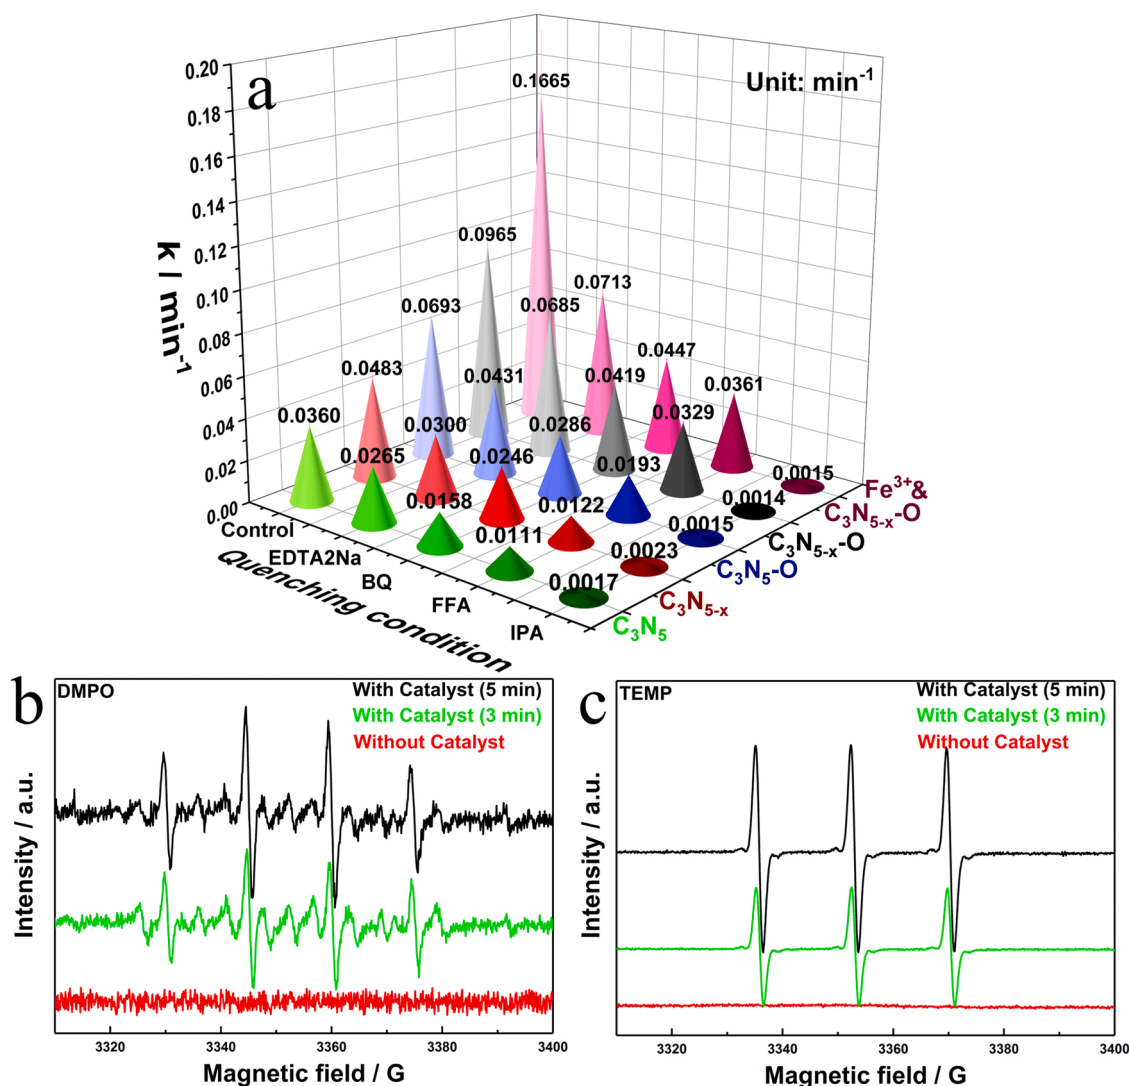 a
Unit: min⁻¹
k / min⁻¹
0.20
0.18
0.16
0.14
0.12
0.10
0.08
0.06
0.04
0.02
0.00
0.1665
0.0965
0.0713
0.0693
0.0685
0.0447
0.0483
0.0431
0.0419
0.0361
0.0360
0.0300
0.0286
0.0329
0.0265
0.0246
0.0193
0.0015
0.0158
0.0122
0.0014
0.0111
0.0015
0.0023
0.0017
Control
EDTA2Na
BQ
FFA
IPA
Quenching condition
Fe³⁺&
C₃N₅₋ₓ-O
C₃N₅₋ₓ-O
C₃N₅-O
C₃N₅₋ₓ
C₃N₅
b
DMPO
With Catalyst (5 min)
With Catalyst (3 min)
Without Catalyst
Intensity / a.u.
3320 3340 3360 3380 3400
Magnetic field / G
c
TEMP
With Catalyst (5 min)
With Catalyst (3 min)
Without Catalyst
Intensity / a.u.
3320 3340 3360 3380 3400
Magnetic field / G